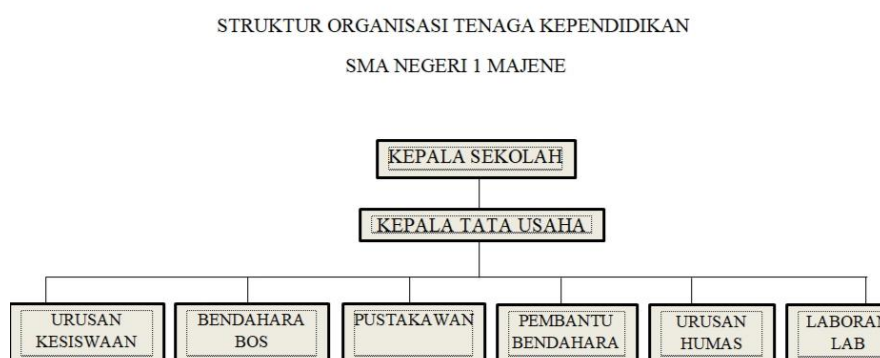 STRUKTUR ORGANISASI TENAGA KEPENDIDIKAN
SMA NEGERI 1 MAJENE
KEPALA SEKOLAH
KEPALA TATA USAHA
URUSAN
KESISWAAN
BENDAHARA
BOS
PUSTAKAWAN
PEMBANTU
BENDAHARA
URUSAN
HUMAS
LABORAN
LAB